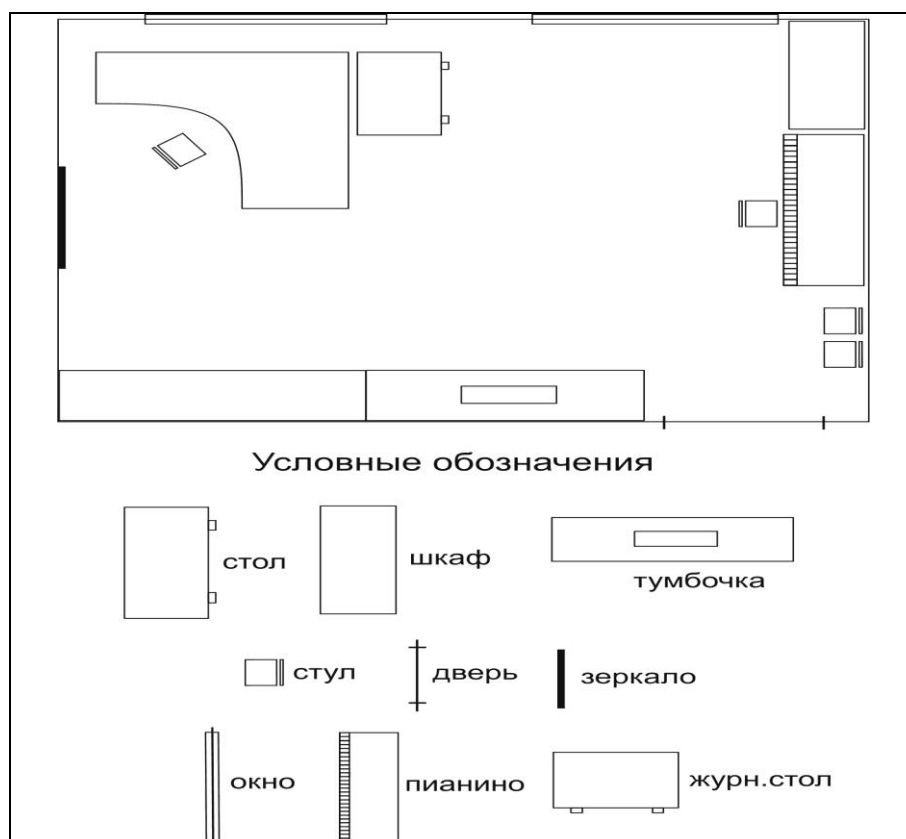 Условные обозначения
стол
шкаф
тумбочка
стул
дверь
зеркало
окно
пианино
журн.стол